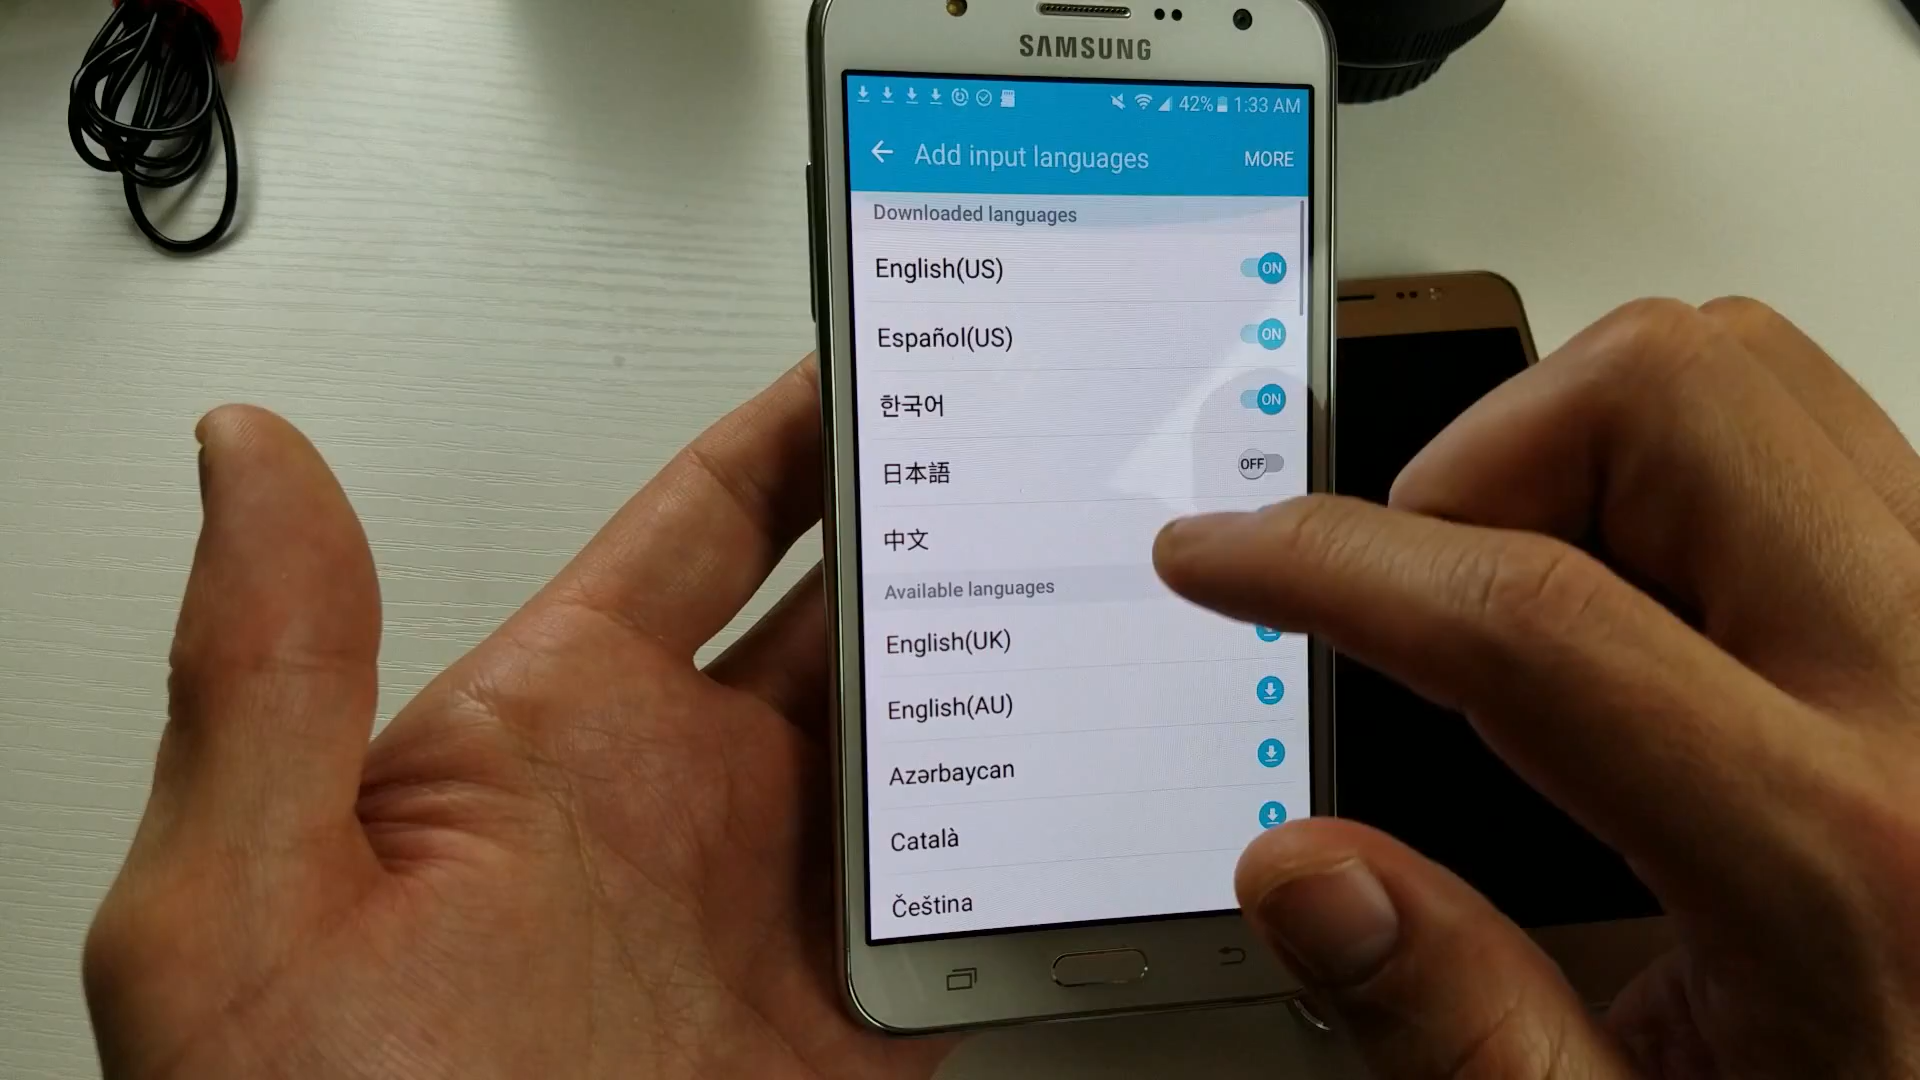 SAMSUNG
42% 1:33 AM
Add input languages MORE
Downloaded languages
English(US) ON
Español(US) ON
한국어 ON
日本語 OFF
中文
Available languages
English(UK)
English(AU)
Azərbaycan
Català
Čeština